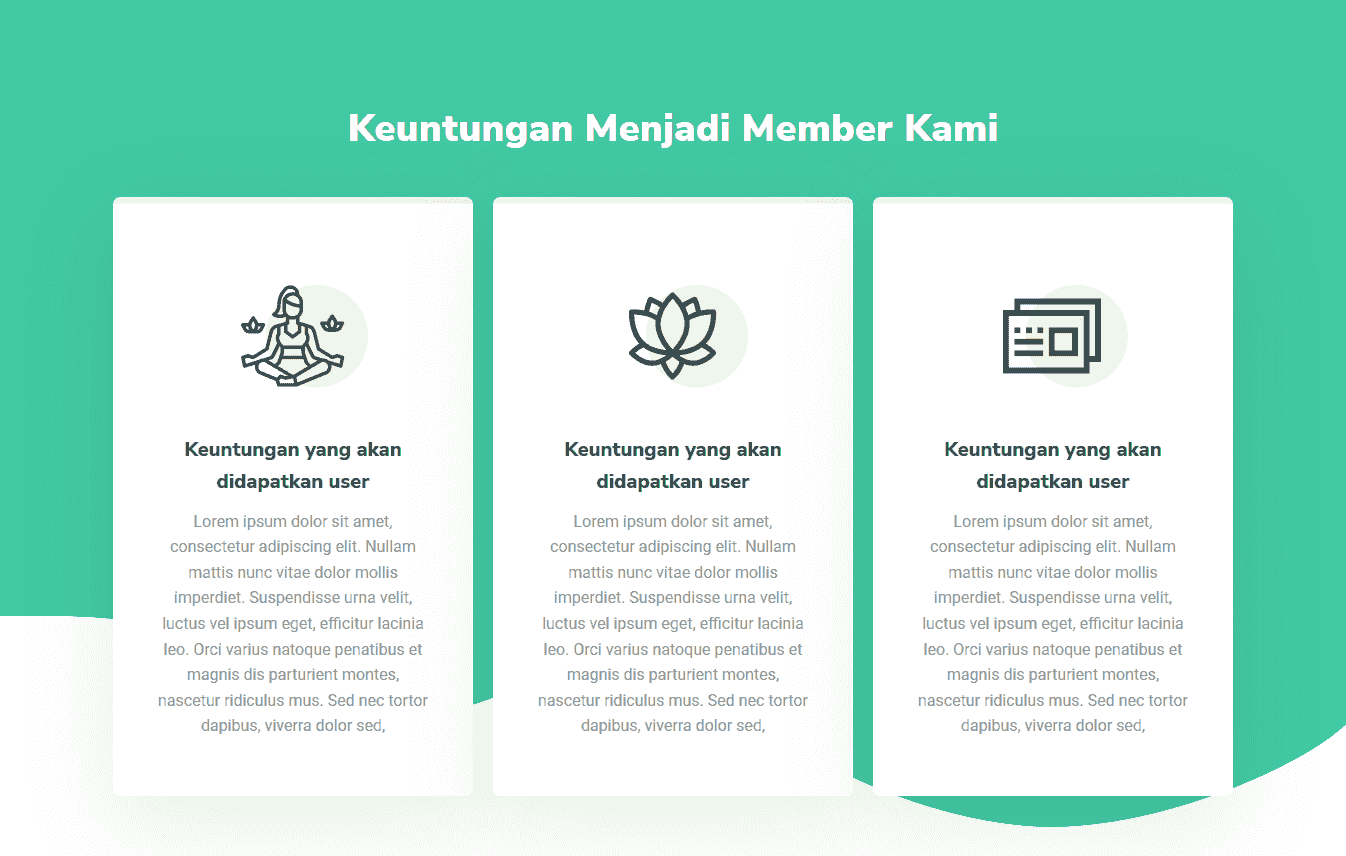 Keuntungan Menjadi Member Kami
Keuntungan yang akan
didapatkan user
Lorem ipsum dolor sit amet,
consectetur adipiscing elit. Nullam
mattis nunc vitae dolor mollis
imperdiet. Suspendisse urna velit,
luctus vel ipsum eget, efficitur lacinia
leo. Orci varius natoque penatibus et
magnis dis parturient montes,
nascetur ridiculus mus. Sed nec tortor
dapibus, viverra dolor sed,
Keuntungan yang akan
didapatkan user
Lorem ipsum dolor sit amet,
consectetur adipiscing elit. Nullam
mattis nunc vitae dolor mollis
imperdiet. Suspendisse urna velit,
luctus vel ipsum eget, efficitur lacinia
leo. Orci varius natoque penatibus et
magnis dis parturient montes,
nascetur ridiculus mus. Sed nec tortor
dapibus, viverra dolor sed,
Keuntungan yang akan
didapatkan user
Lorem ipsum dolor sit amet,
consectetur adipiscing elit. Nullam
mattis nunc vitae dolor mollis
imperdiet. Suspendisse urna velit,
luctus vel ipsum eget, efficitur lacinia
leo. Orci varius natoque penatibus et
magnis dis parturient montes,
nascetur ridiculus mus. Sed nec tortor
dapibus, viverra dolor sed,